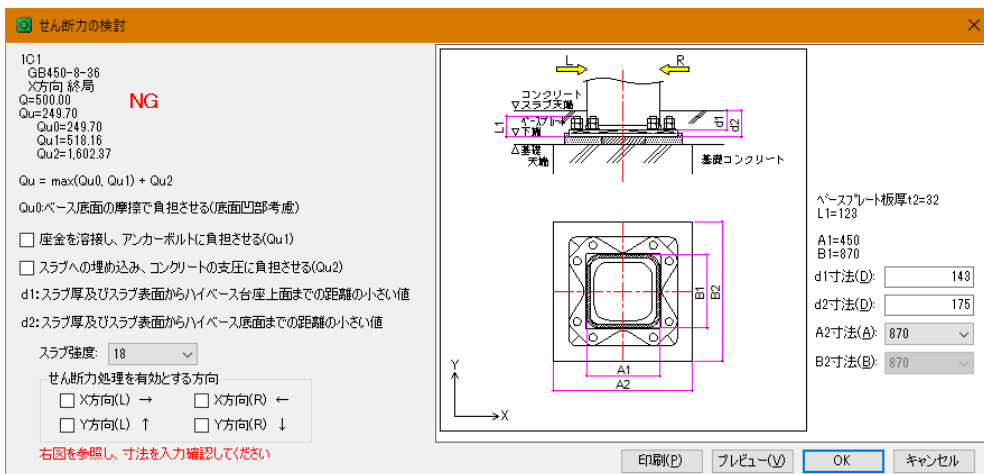 せん断力の検討
1C1
GB450-8-36
X方向 終局
Q=500.00
NG
Qu=249.70
Qu0=249.70
Qu1=518.16
Qu2=1,602.37
Qu = max(Qu0, Qu1) + Qu2
Qu0:ベース底面の摩擦で負担させる(底面凹部考慮)
座金を溶接し、アンカーボルトに負担させる(Qu1)
スラブへの埋め込み、コンクリートの支圧に負担させる(Qu2)
d1:スラブ厚及びスラブ表面からハイベース台座上面までの距離の小さい値
d2:スラブ厚及びスラブ表面からハイベース底面までの距離の小さい値
スラブ強度: 18
せん断力処理を有効とする方向
X方向(L) → X方向(R) ←
Y方向(L) ↑ Y方向(R) ↓
右図を参照し、寸法を入力確認してください
L R
コンクリート
▽スラブ天端
L1
ベースプレート
▽下端
d1 d2
△基礎
天端
基礎コンクリート
B1 B2
A1
A2
Y
X
ベースプレート板厚t2=32
L1=123
A1=450
B1=870
d1寸法(D): 143
d2寸法(D): 175
A2寸法(A): 870
B2寸法(B): 870
印刷(P) プレビュー(V) OK キャンセル